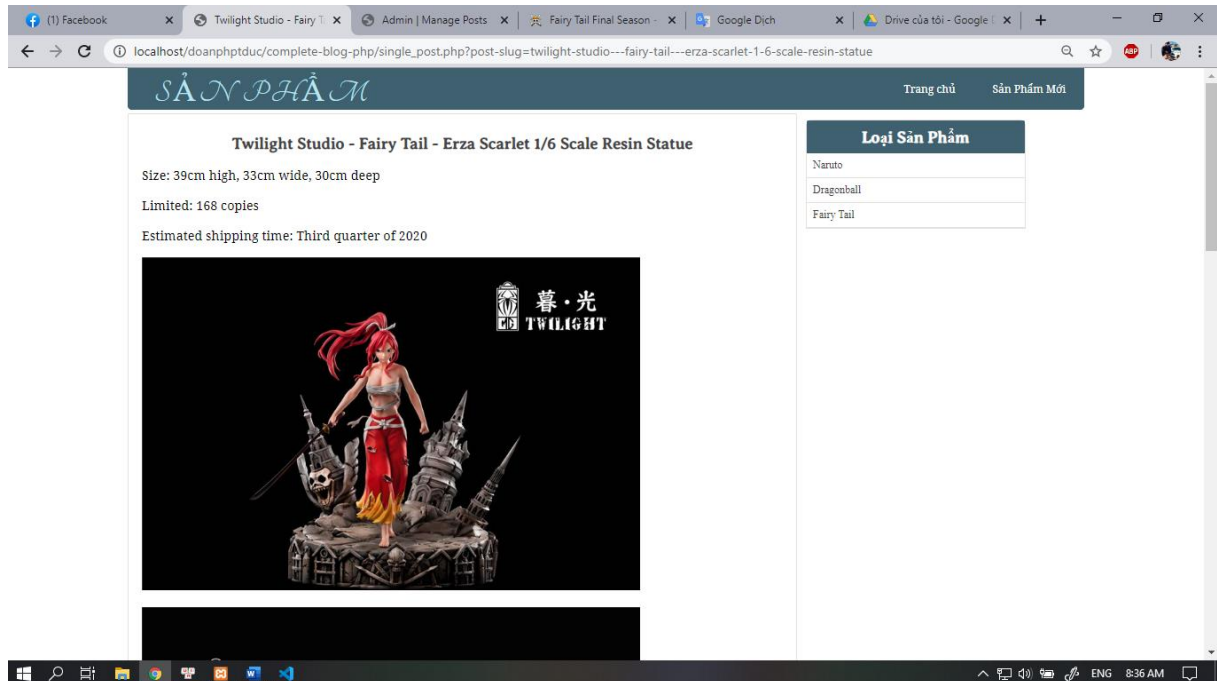 (1) Facebook
Twilight Studio - Fairy T
Admin | Manage Posts
Fairy Tail Final Season -
Google Dịch
Drive của tôi - Google
localhost/doanphptduc/complete-blog-php/single_post.php?post-slug=twilight-studio---fairy-tail---erza-scarlet-1-6-scale-resin-statue
ABP
SẢN PHẨM
Trang chủ
Sản Phẩm Mới
Twilight Studio - Fairy Tail - Erza Scarlet 1/6 Scale Resin Statue
Size: 39cm high, 33cm wide, 30cm deep
Limited: 168 copies
Estimated shipping time: Third quarter of 2020
暮·光
TWILIGHT
Loại Sản Phẩm
Naruto
Dragonball
Fairy Tail
ENG
8:36 AM